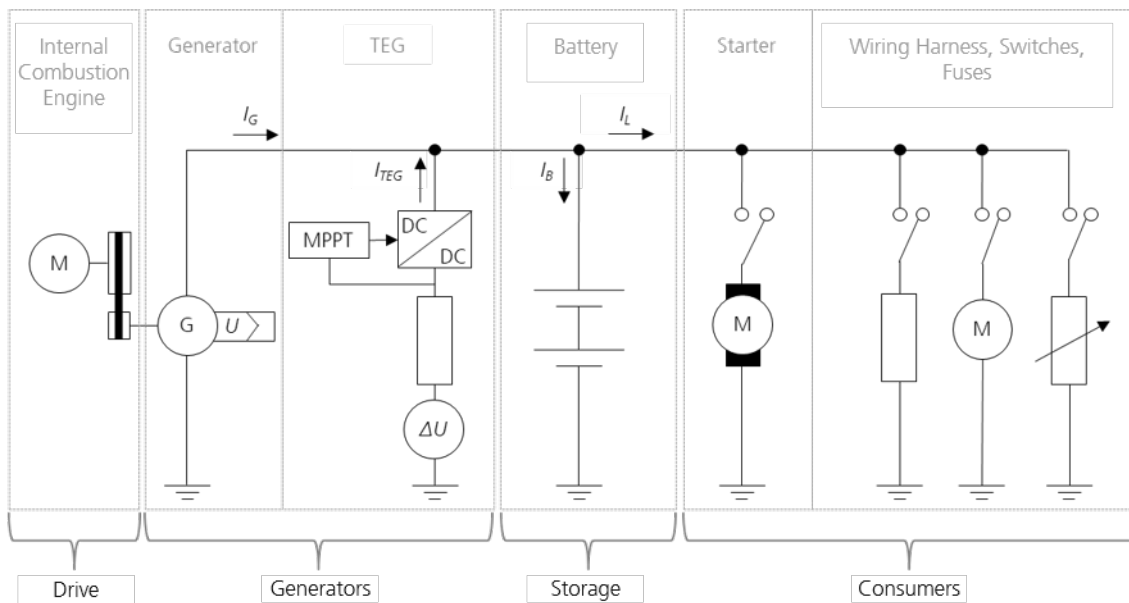 Internal
Combustion
Engine
Generator
TEG
Battery
Starter
Wiring Harness, Switches,
Fuses
I_G
I_L
I_TEG
I_B
MPPT
DC
DC
M
G
U
M
M
ΔU
Drive
Generators
Storage
Consumers